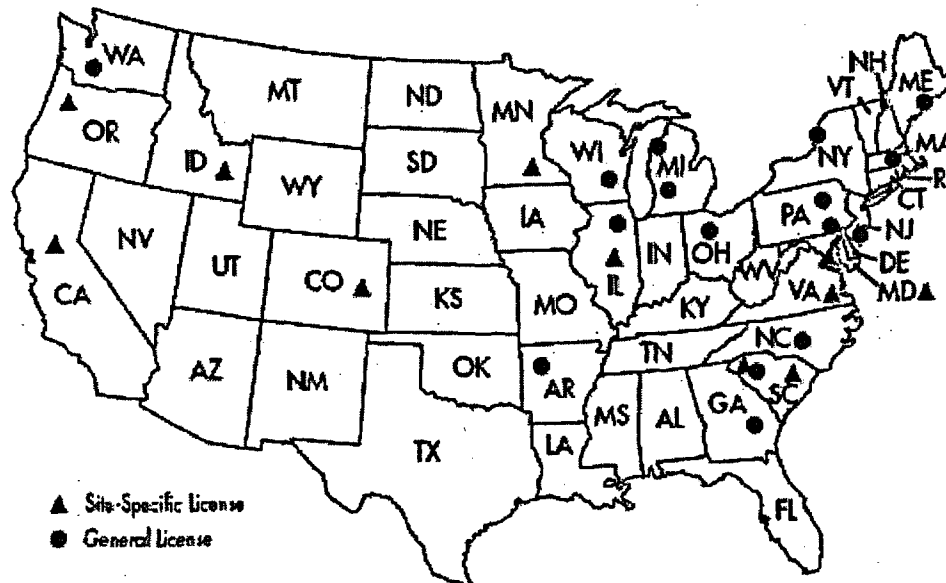 WA
MT
ND
MN
VT
NH
ME
OR
ID
WY
SD
WI
MI
NY
MA
R
CT
NV
UT
CO
NE
IA
IL
IN
OH
PA
NJ
DE
MD
CA
KS
MO
KY
WV
VA
AZ
NM
OK
AR
TN
NC
SC
TX
LA
MS
AL
GA
FL
Site-Specific License
General License